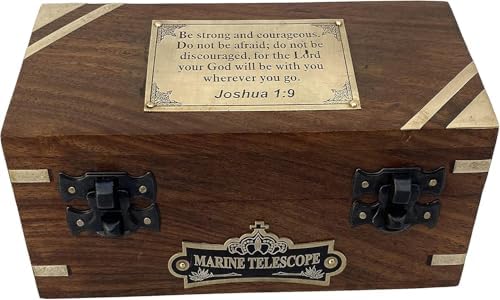 Be strong and courageous.
Do not be afraid; do not be
discouraged, for the Lord
your God will be with you
wherever you go.
Joshua 1:9
MARINE TELESCOPE